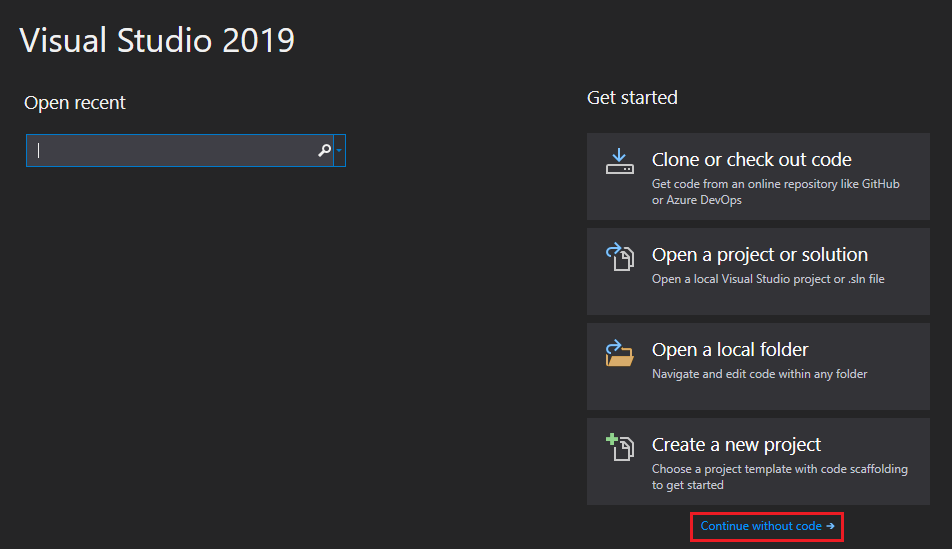 Visual Studio 2019
Open recent
Get started
Clone or check out code
Get code from an online repository like GitHub
or Azure DevOps
Open a project or solution
Open a local Visual Studio project or .sln file
Open a local folder
Navigate and edit code within any folder
Create a new project
Choose a project template with code scaffolding
to get started
Continue without code →